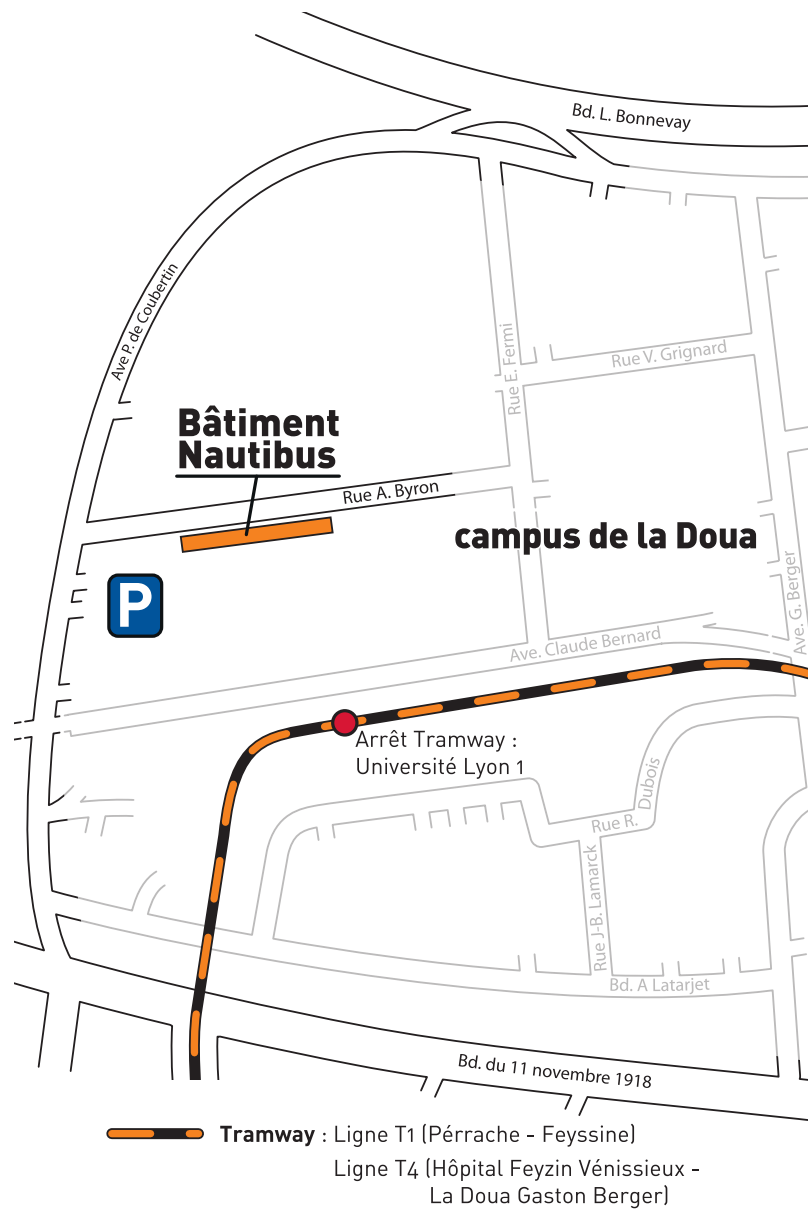 Bd. L. Bonnevay
Ave P. de Coubertin
Rue E. Fermi
Rue V. Grignard
Bâtiment
Nautibus
Rue A. Byron
campus de la Doua
P
Ave. G. Berger
Ave. Claude Bernard
Arrêt Tramway :
Université Lyon 1
Rue R. Dubois
Rue J-B. Lamarck
Bd. A Latarjet
Bd. du 11 novembre 1918
Tramway : Ligne T1 (Pérrache - Feyssine)
Ligne T4 (Hôpital Feyzin Vénissieux -
La Doua Gaston Berger)